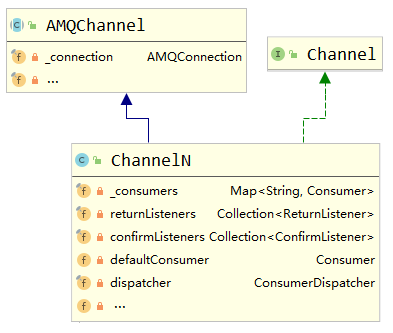 C AMQChannel
f _connection AMQConnection
f ...
I Channel
C ChannelN
f _consumers Map<String, Consumer>
f returnListeners Collection<ReturnListener>
f confirmListeners Collection<ConfirmListener>
f defaultConsumer Consumer
f dispatcher ConsumerDispatcher
f ...